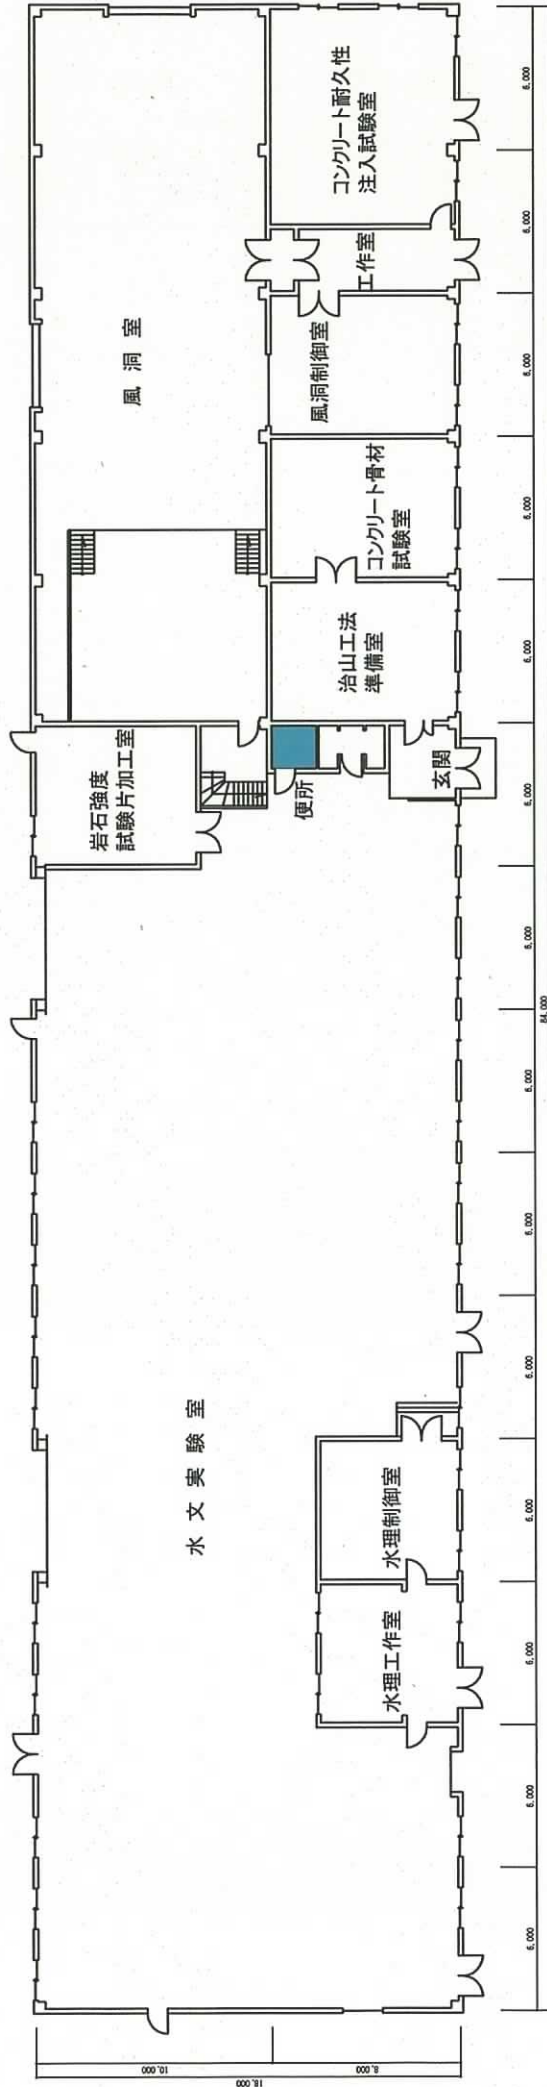 風洞室
コンクリート耐久性
注入試験室
工作室
風洞制御室
コンクリート骨材
試験室
治山工法
準備室
岩石強度
試験片加工室
便所
玄関
水文実験室
水理制御室
水理工作室
6,000
6,000
6,000
6,000
6,000
6,000
6,000
6,000
6,000
6,000
6,000
6,000
6,000
6,000
84,000
10,000
8,000
18,000